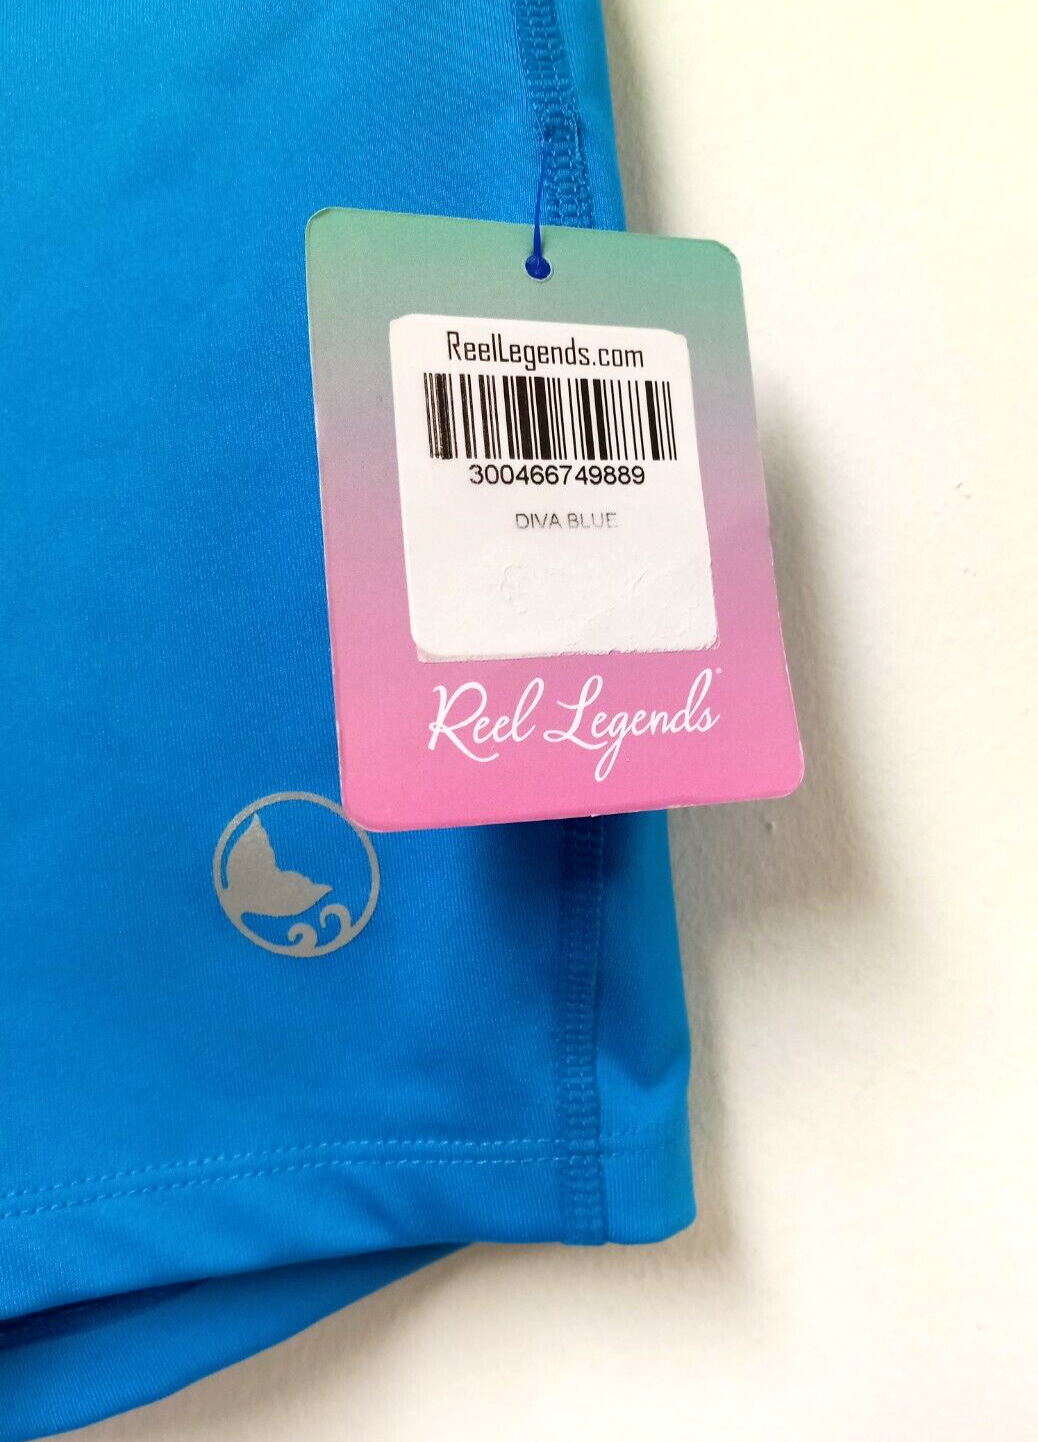 ReelLegends.com
300466749889
DIVA BLUE
Reel Legends®